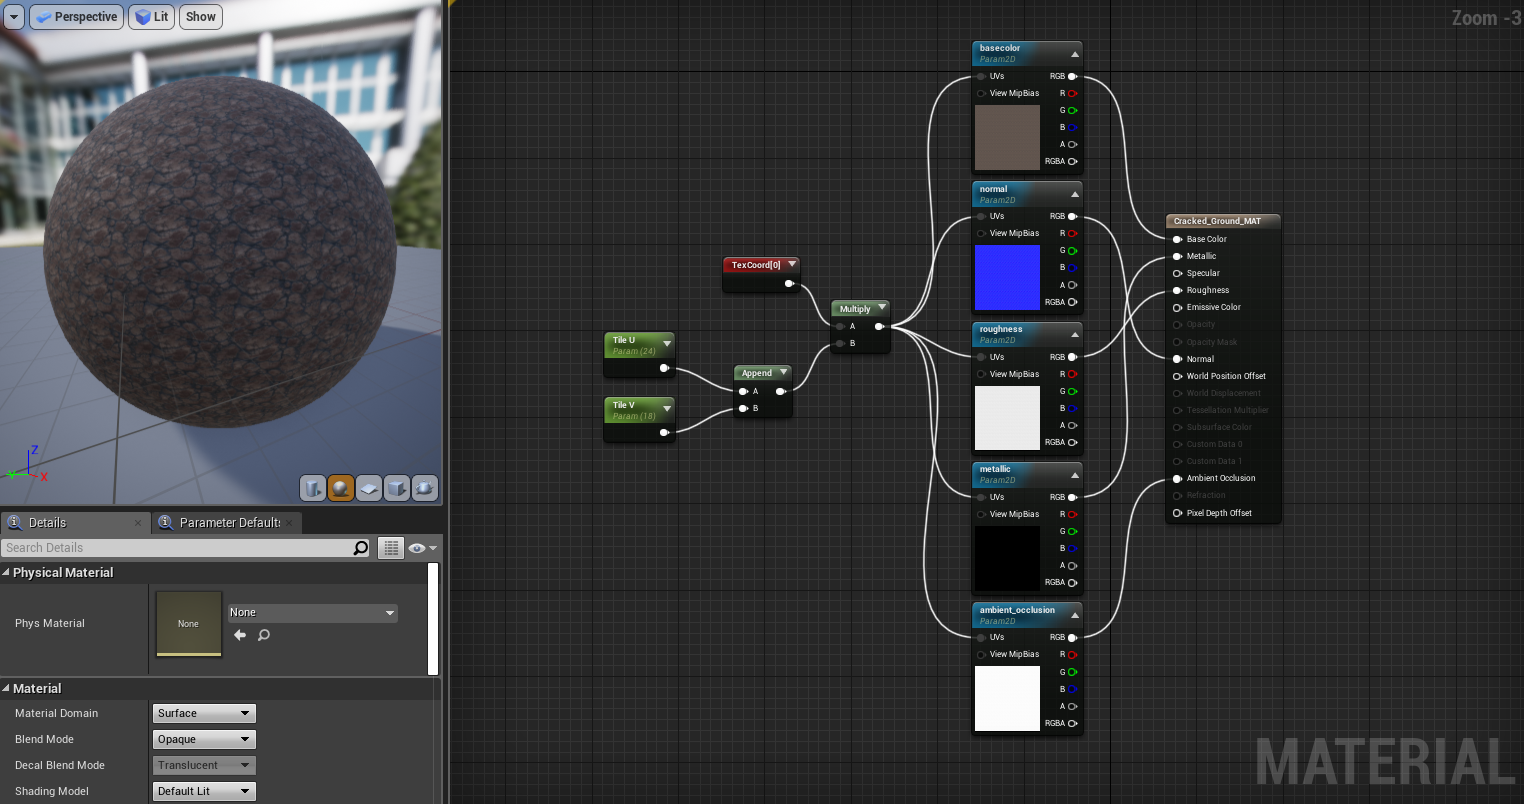 Perspective
Lit
Show
Z
Y
X
Details
Parameter Default
Search Details
Physical Material
Phys Material
None
None
Material
Material Domain
Surface
Blend Mode
Opaque
Decal Blend Mode
Translucent
Shading Model
Default Lit
Zoom -3
TexCoord[0]
Tile U
Param (24)
Tile V
Param (18)
Append
A
B
Multiply
A
B
basecolor
Param2D
UVs RGB
View MipBias R
G
B
A
RGBA
normal
Param2D
UVs RGB
View MipBias R
G
B
A
RGBA
roughness
Param2D
UVs RGB
View MipBias R
G
B
A
RGBA
metallic
Param2D
UVs RGB
View MipBias R
G
B
A
RGBA
ambient_occlusion
Param2D
UVs RGB
View MipBias R
G
B
A
RGBA
Cracked_Ground_MAT
Base Color
Metallic
Specular
Roughness
Emissive Color
Opacity
Opacity Mask
Normal
World Position Offset
World Displacement
Tessellation Multiplier
Subsurface Color
Custom Data 0
Custom Data 1
Ambient Occlusion
Refraction
Pixel Depth Offset
MATERIAL